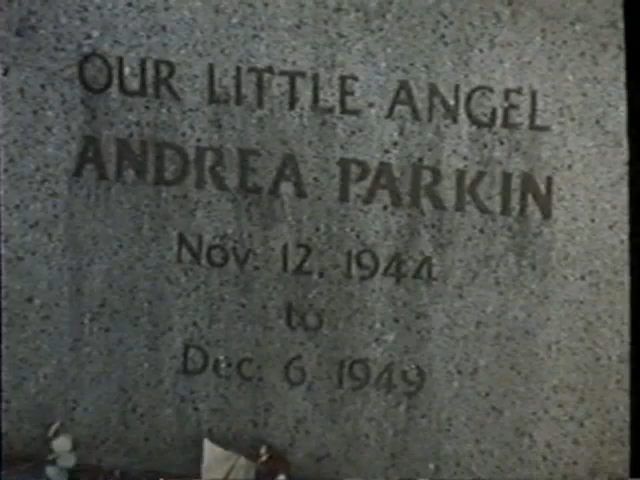 OUR LITTLE ANGEL
ANDREA PARKIN
Nov. 12, 1944
to
Dec. 6, 1949